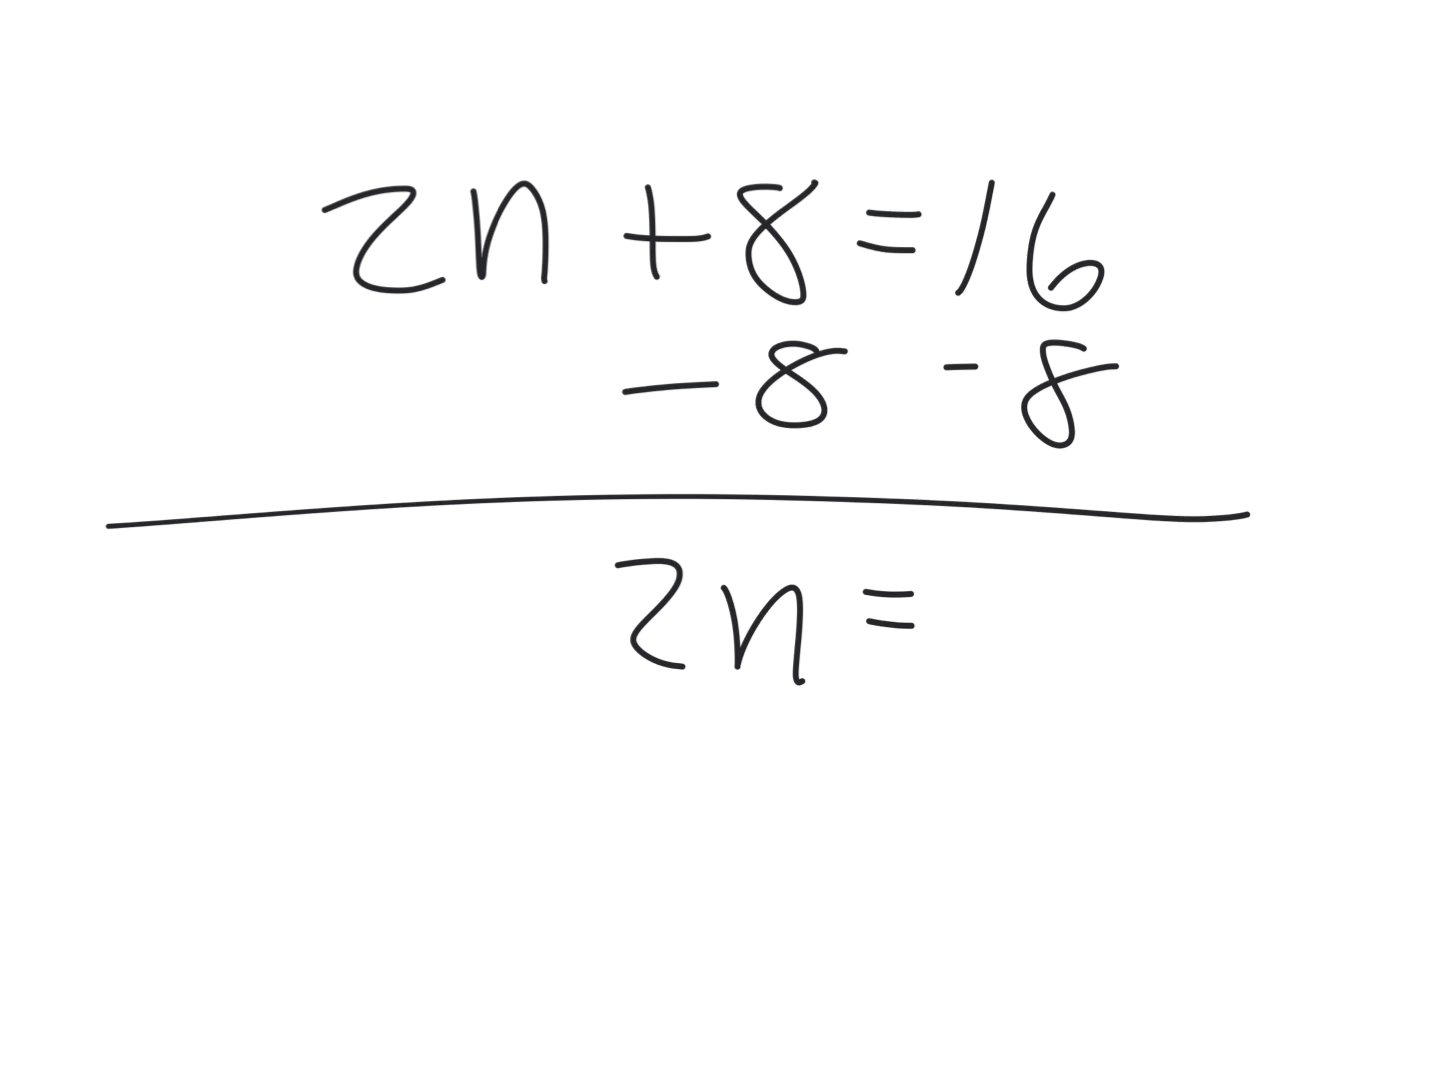 2n + 8 = 16
- 8 - 8
2n =